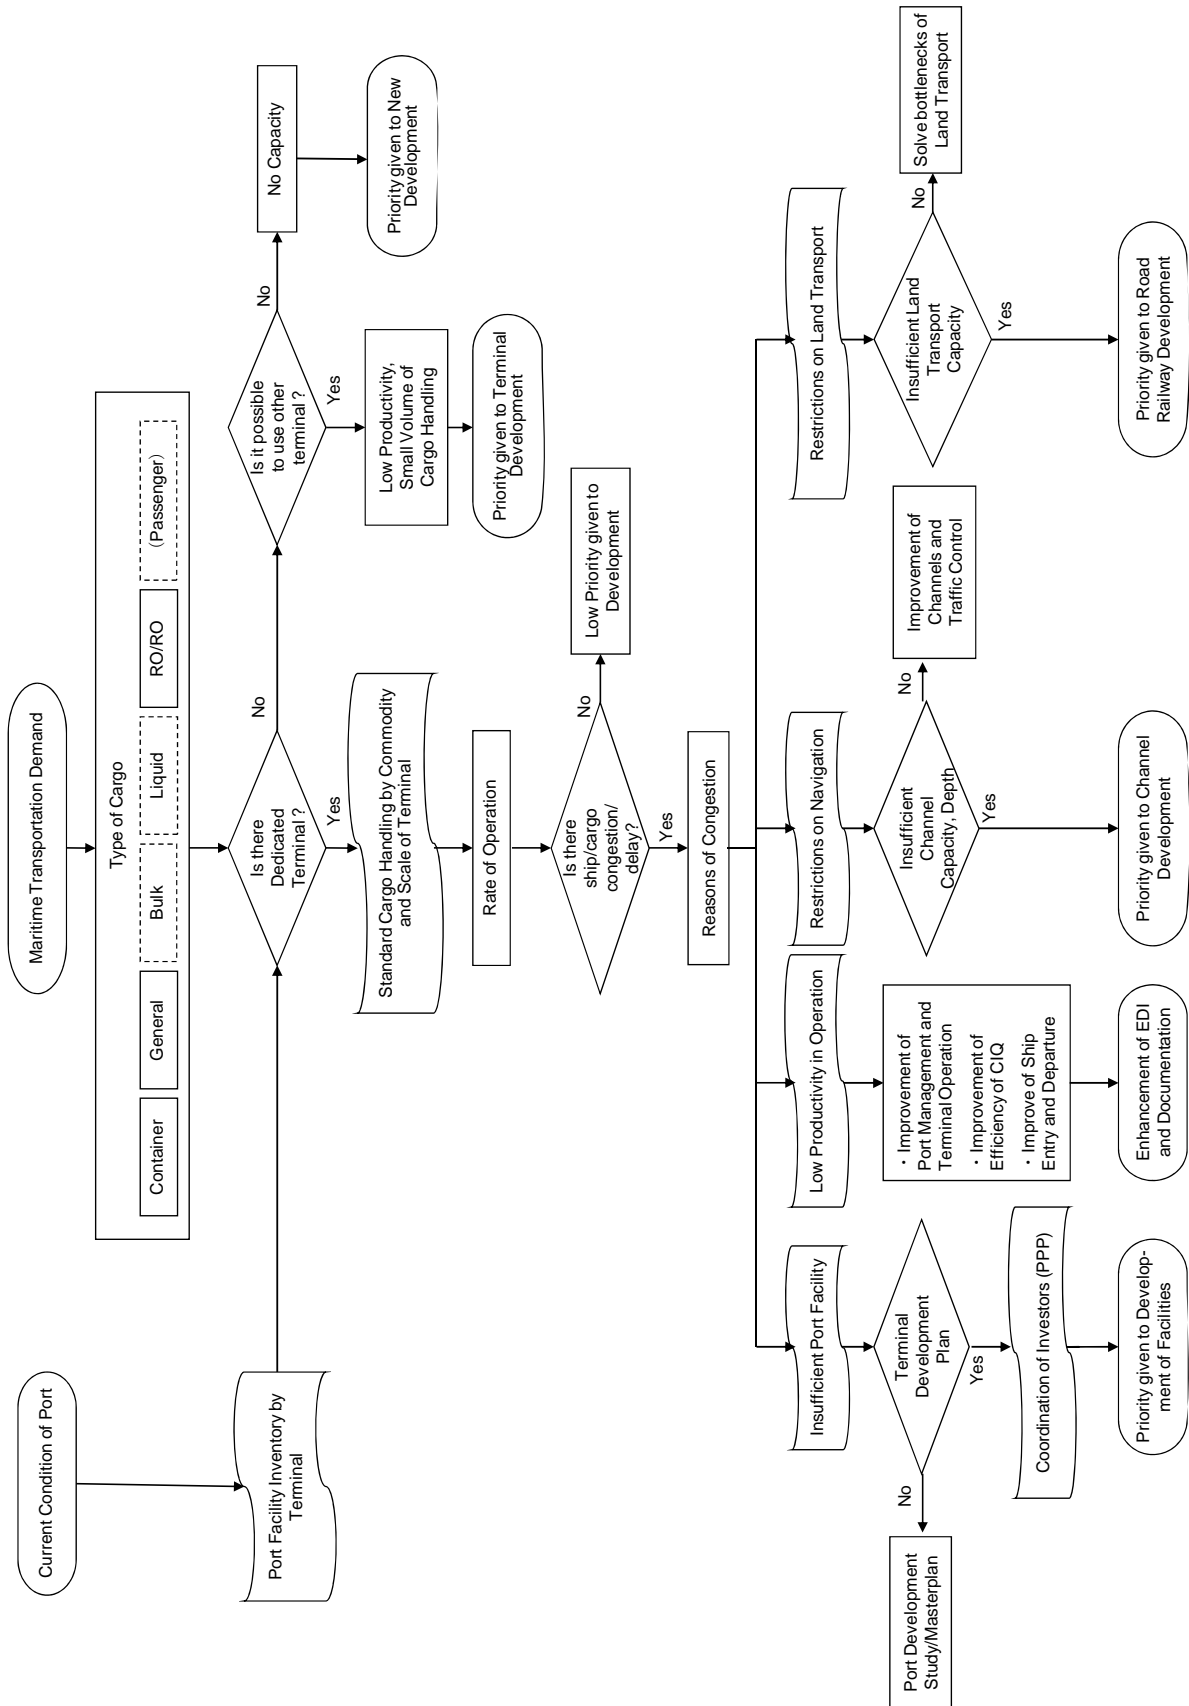 Maritime Transportation Demand
Current Condition of Port
Type of Cargo
Container
General
Bulk
Liquid
RO/RO
(Passenger)
Port Facility Inventory by
Terminal
Is there
Dedicated
Terminal ?
No
Yes
Is it possible
to use other
terminal ?
No
Yes
No Capacity
Priority given to New
Development
Low Productivity,
Small Volume of
Cargo Handling
Priority given to Terminal
Development
Standard Cargo Handling by Commodity
and Scale of Terminal
Rate of Operation
Is there
ship/cargo
congestion/
delay?
No
Yes
Low Priority given to
Development
Reasons of Congestion
Insufficient Port Facility
Low Productivity in Operation
Restrictions on Navigation
Restrictions on Land Transport
Terminal
Development
Plan
No
Yes
Port Development
Study/Masterplan
Coordination of Investors (PPP)
Priority given to Develop-
ment of Facilities
・Improvement of
Port Management and
Terminal Operation
・Improvement of
Efficiency of CIQ
・Improve of Ship
Entry and Departure
Enhancement of EDI
and Documentation
Insufficient
Channel
Capacity, Depth
No
Yes
Improvement of
Channels and
Traffic Control
Priority given to Channel
Development
Insufficient Land
Transport
Capacity
No
Yes
Solve bottlenecks of
Land Transport
Priority given to Road
Railway Development